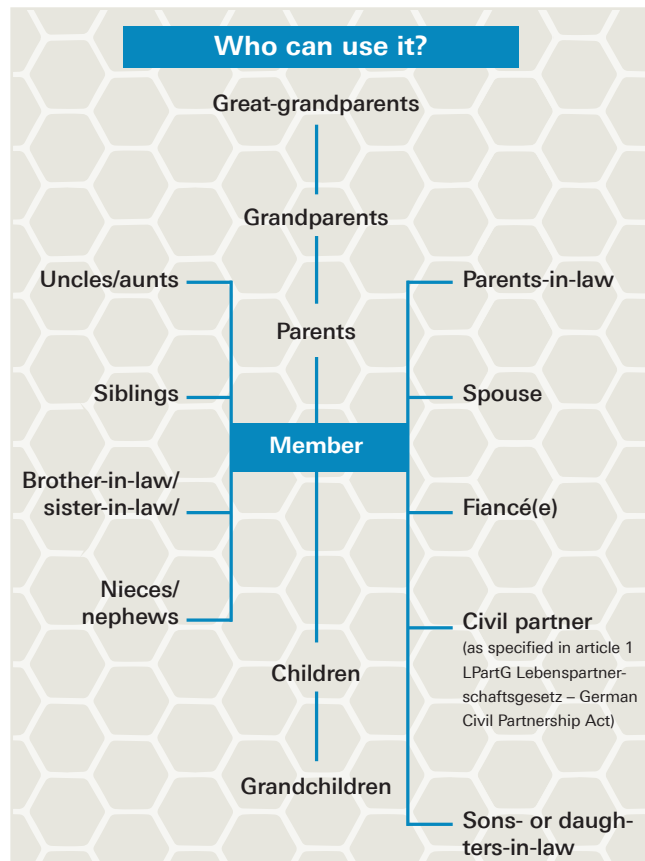 Who can use it?
Great-grandparents
Grandparents
Uncles/aunts
Parents-in-law
Parents
Siblings
Spouse
Member
Brother-in-law/
sister-in-law/
Fiancé(e)
Nieces/
nephews
Civil partner
(as specified in article 1
LPartG Lebenspartner-
schaftsgesetz – German
Civil Partnership Act)
Children
Grandchildren
Sons- or daugh-
ters-in-law